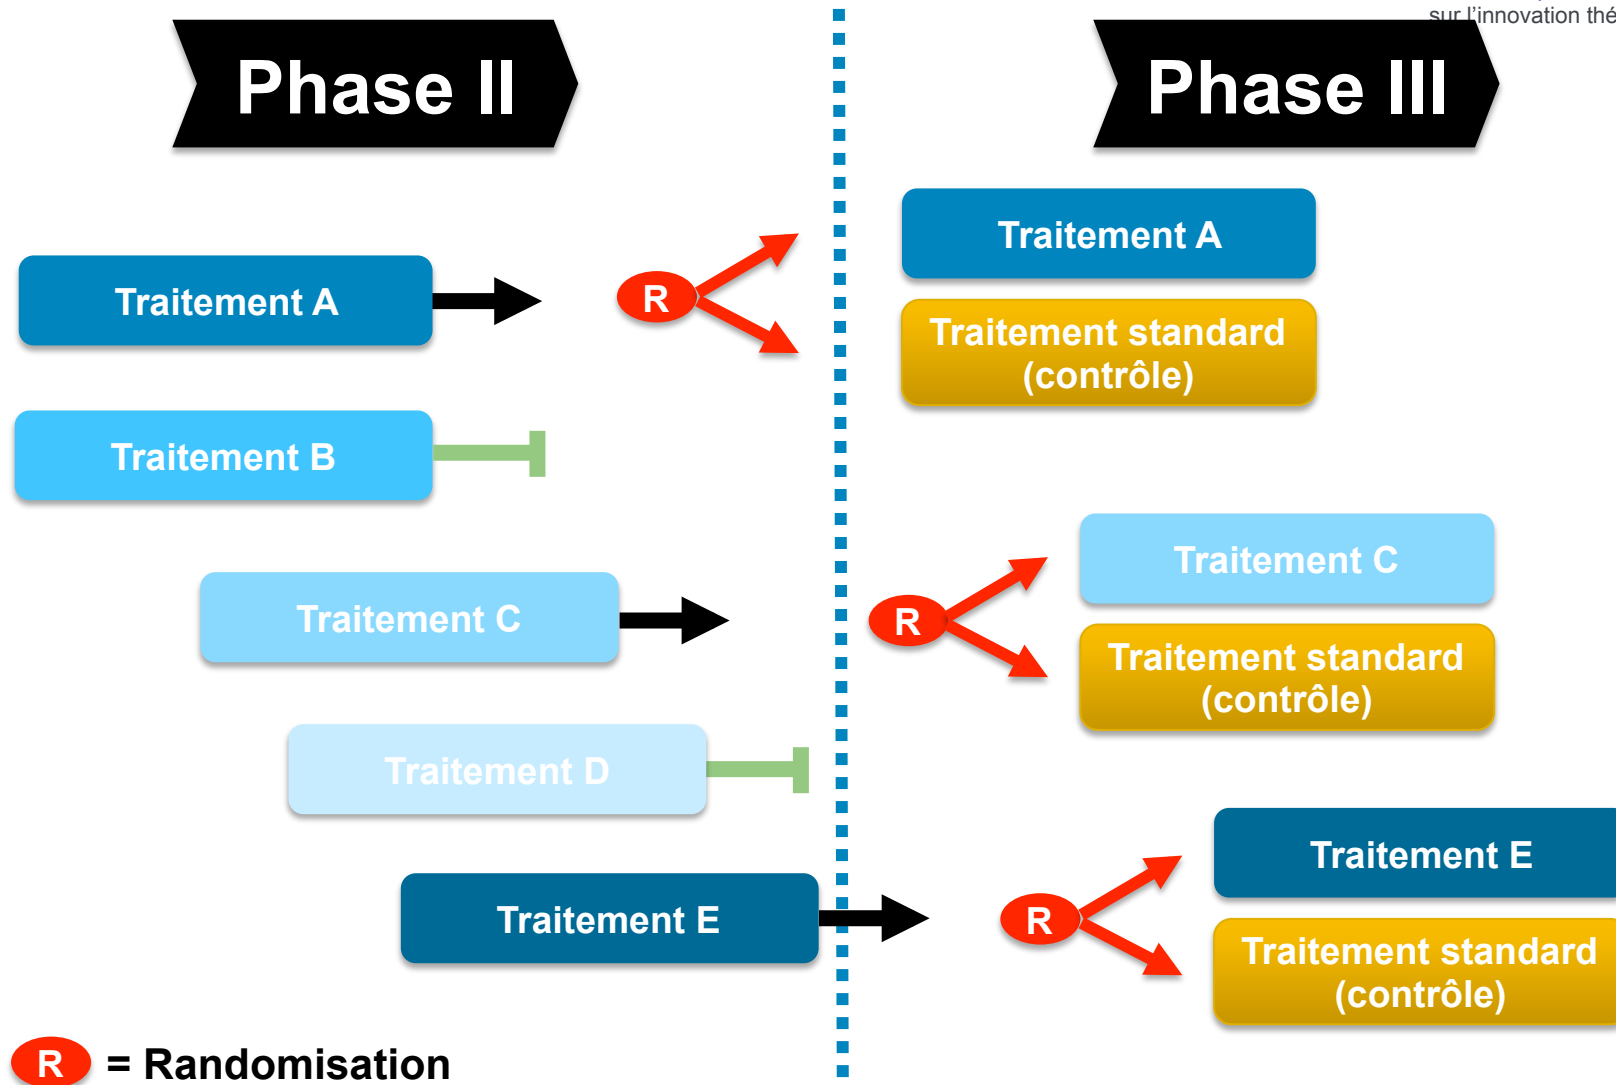 sur l'innovation thé
Phase II
Phase III
Traitement A
R
Traitement A
Traitement standard
(contrôle)
Traitement B
Traitement C
R
Traitement C
Traitement standard
(contrôle)
Traitement D
Traitement E
R
Traitement E
Traitement standard
(contrôle)
R = Randomisation